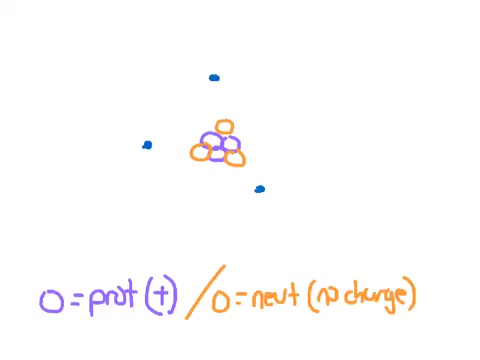 O = prot (+) / O = neut (no charge)